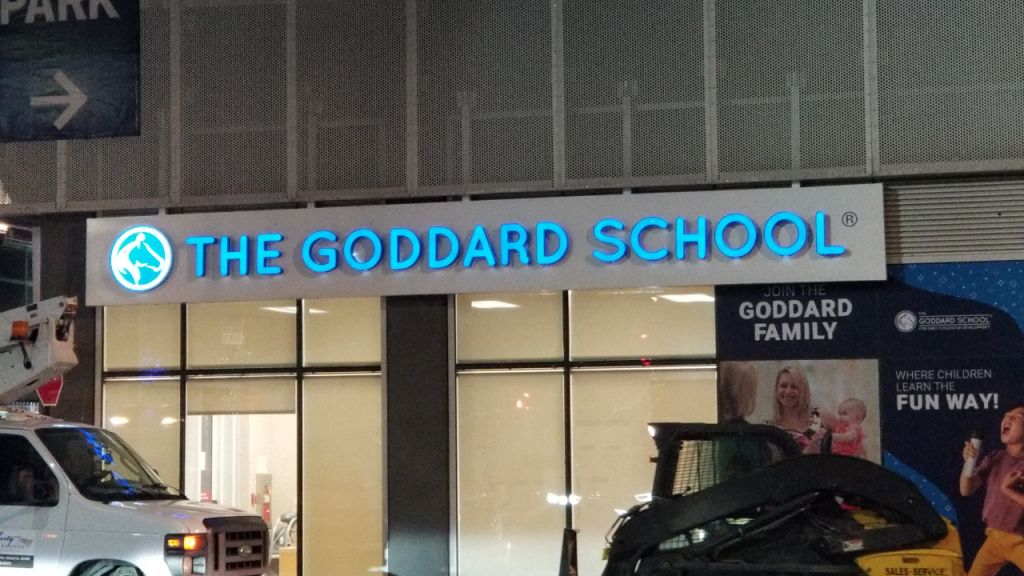 PARK
THE GODDARD SCHOOL®
JOIN THE
GODDARD
FAMILY
THE
GODDARD SCHOOL
WHERE CHILDREN
LEARN THE
FUN WAY!
SALES·SERVICE